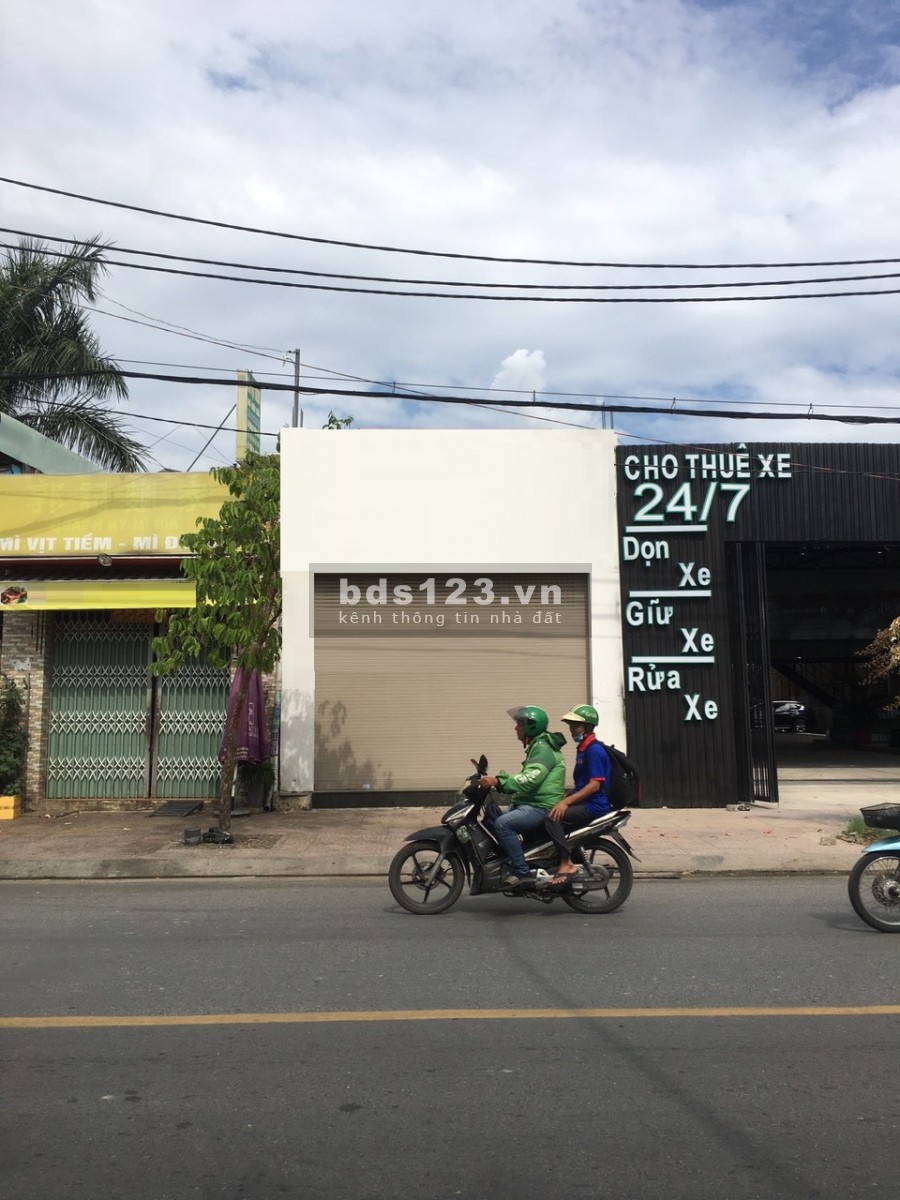 MÌ VỊT TIỀM - MÌ
bds123.vn
kênh thông tin nhà đất
CHO THUÊ XE
24/7
Dọn
Xe
Giữ
Xe
Rửa
Xe